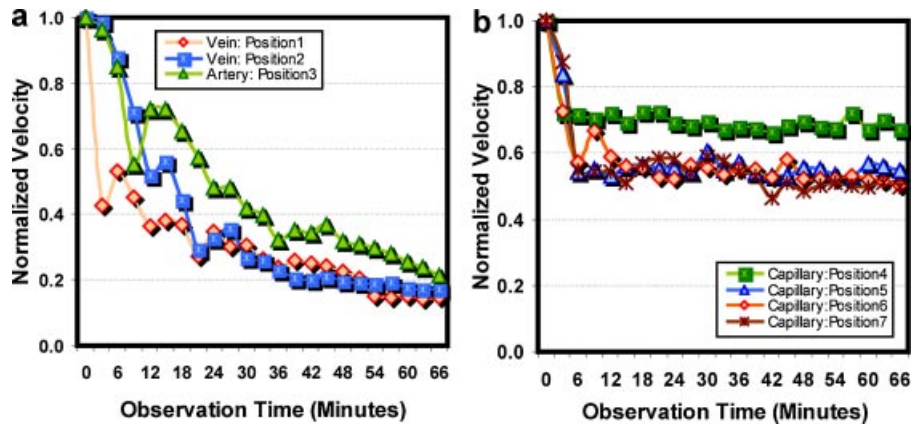 a
Vein: Position1
Vein: Position2
Artery: Position3
Normalized Velocity
1.0
0.8
0.6
0.4
0.2
0.0
0 6 12 18 24 30 36 42 48 54 60 66
Observation Time (Minutes)
b
Normalized Velocity
1.0
0.8
0.6
0.4
0.2
0.0
Capillary:Position4
Capillary:Position5
Capillary:Position6
Capillary:Position7
0 6 12 18 24 30 36 42 48 54 60 66
Observation Time (Minutes)